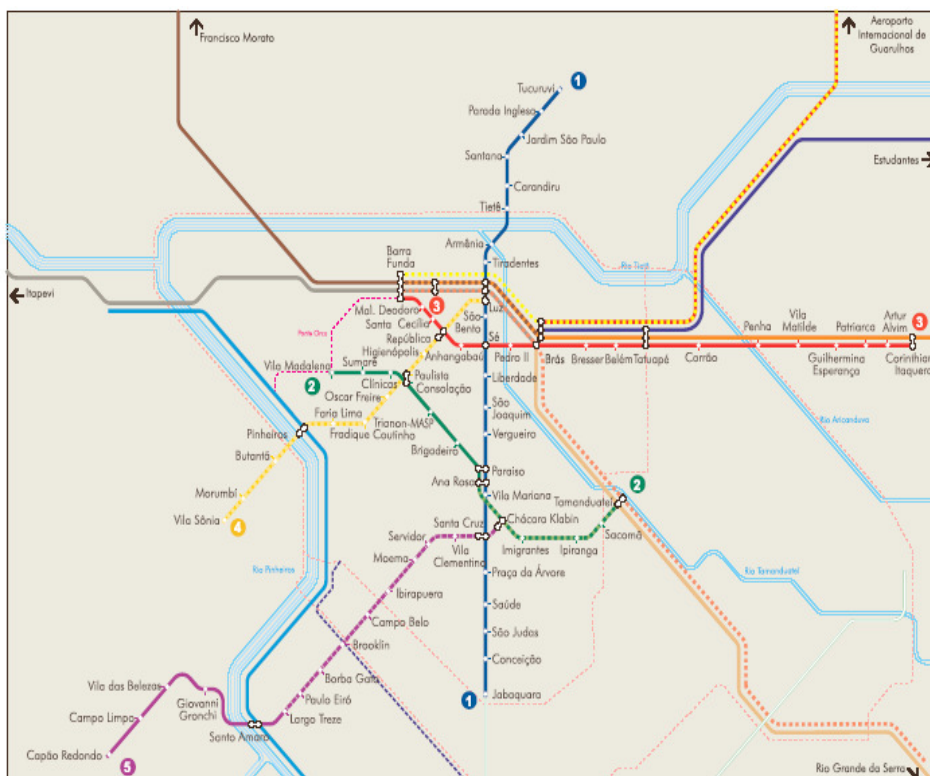 Francisco Morato
Aeroporto
Internacional de
Guarulhos
1
Tucuruvi
Parada Inglesa
Jardim São Paulo
Santana
Estudantes
Carandiru
Tietê
Armênia
Barra
Funda
Tiradentes
Rio Tietê
Itapevi
Luz
Mal. Deodoro
3
Santa Cecília
São
Bento
República
Ponte Orca
Higienópolis
Anhangabaú
Sé
Pedro II
Brás
Bresser
Belém
Tatuapé
Carrão
Penha
Vila
Matilde
Guilhermina
Esperança
Patriarca
Artur
Alvim
3
Corinthians
Itaquera
Vila Madalena
Sumaré
2
Clínicas
Paulista
Consolação
Liberdade
Oscar Freire
Faria Lima
Trianon-MASP
São
Joaquim
Pinheiros
Fradique Coutinho
Vergueiro
Brigadeiro
Rio Aricanduva
Butantã
Paraíso
Ana Rosa
2
Morumbi
Vila Mariana
Tamanduateí
Vila Sônia
4
Santa Cruz
Chácara Klabin
Sacomã
Servidor
Vila
Clementino
Imigrantes
Ipiranga
Moema
Rio Pinheiros
Praça da Árvore
Rio Tamanduateí
Ibirapuera
Saúde
Campo Belo
São Judas
Brooklin
Conceição
Borba Gato
Vila das Belezas
Paulo Eiró
1
Jabaquara
Giovanni
Gronchi
Largo Treze
Campo Limpo
Santo Amaro
Capão Redondo
5
Rio Grande da Serra